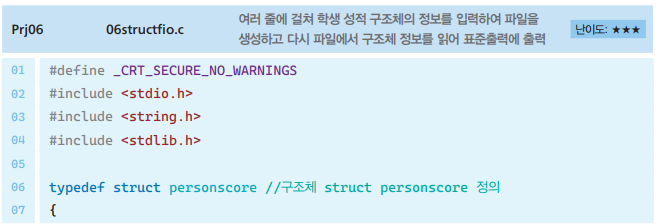 Prj06 06structfio.c 여러 줄에 걸쳐 학생 성적 구조체의 정보를 입력하여 파일을 생성하고 다시 파일에서 구조체 정보를 읽어 표준출력에 출력 난이도: ★★★
01 #define _CRT_SECURE_NO_WARNINGS
02 #include <stdio.h>
03 #include <string.h>
04 #include <stdlib.h>
05
06 typedef struct personscore //구조체 struct personscore 정의
07 {